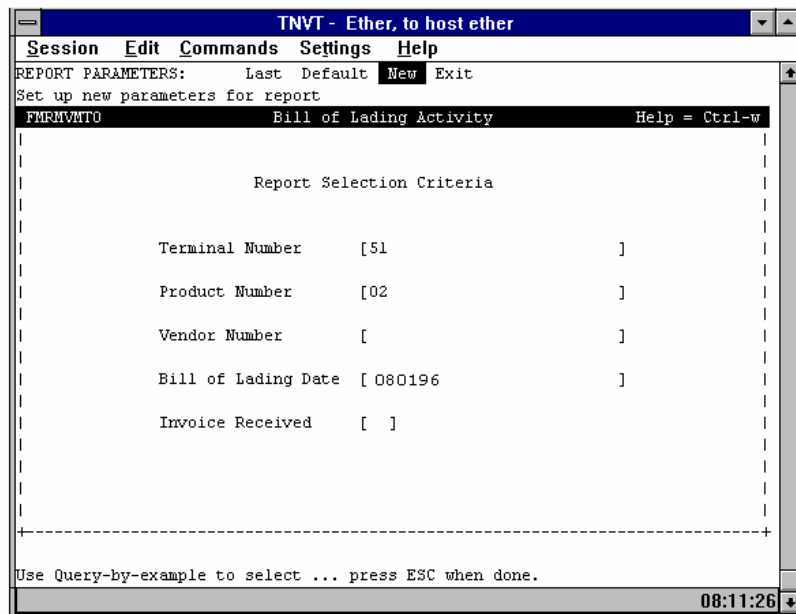 TNVT - Ether, to host ether
Session Edit Commands Settings Help
REPORT PARAMETERS: Last Default New Exit
Set up new parameters for report
FMRMVMT0 Bill of Lading Activity Help = Ctrl-w
Report Selection Criteria
Terminal Number [51 ]
Product Number [02 ]
Vendor Number [ ]
Bill of Lading Date [ 080196 ]
Invoice Received [ ]
Use Query-by-example to select ... press ESC when done.
08:11:26